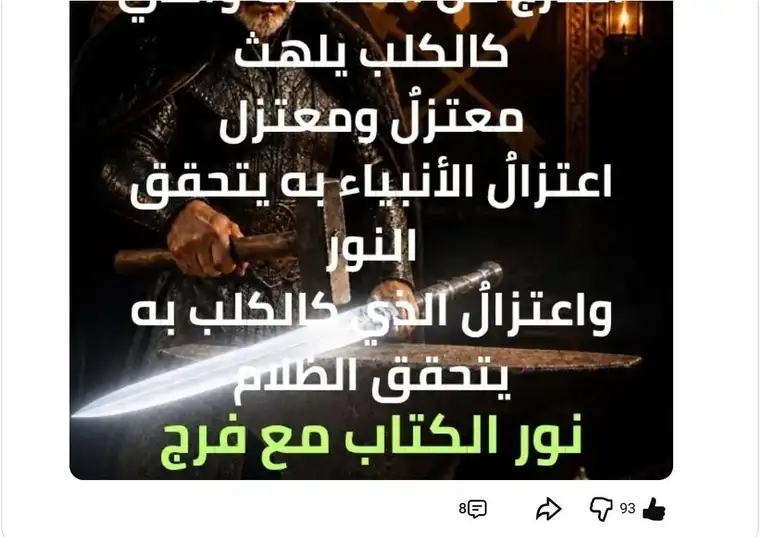 كالكلب يلهث
معتزلُ ومعتزل
اعتزالُ الأنبياء به يتحقق
النور
واعتزالُ الذي كالكلب به
يتحقق الظلام
نور الكتاب مع فرج
8
93